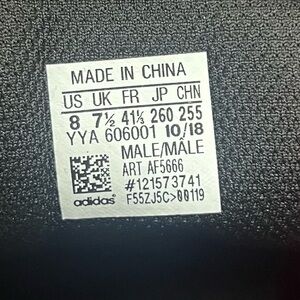 MADE IN CHINA
US UK FR JP CHN
8 7½ 41⅓ 260 255
YYA 606001 10/18
MALE/MALE
ART AF5666
#121573741
adidas F55ZJ5C>00119